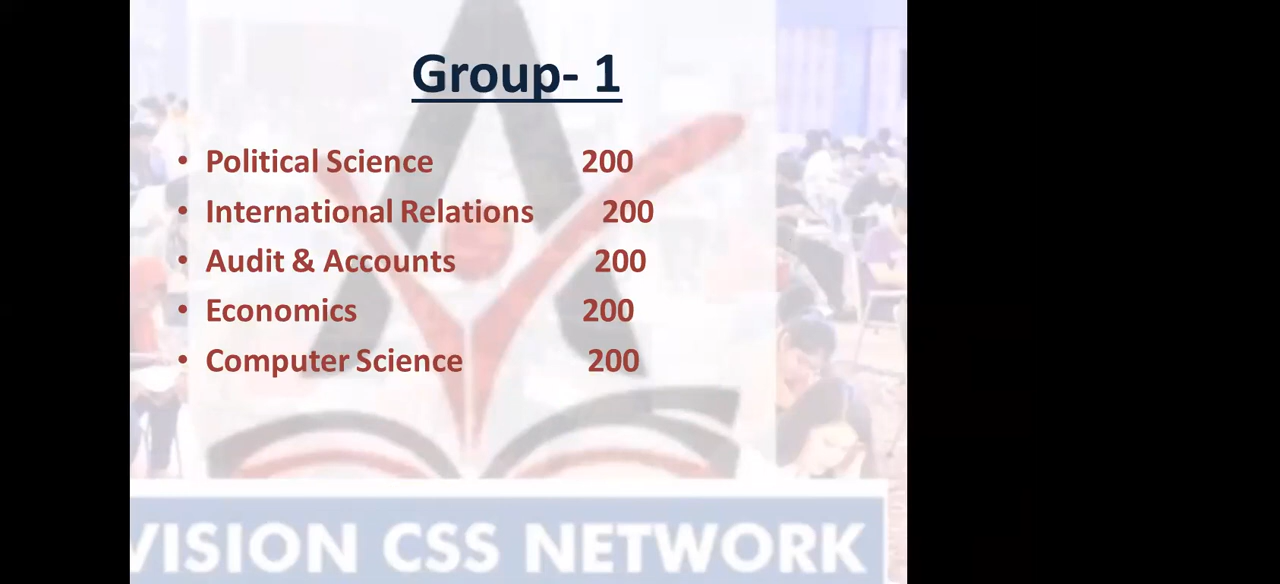 Group- 1
• Political Science 200
• International Relations 200
• Audit & Accounts 200
• Economics 200
• Computer Science 200
VISION CSS NETWORK